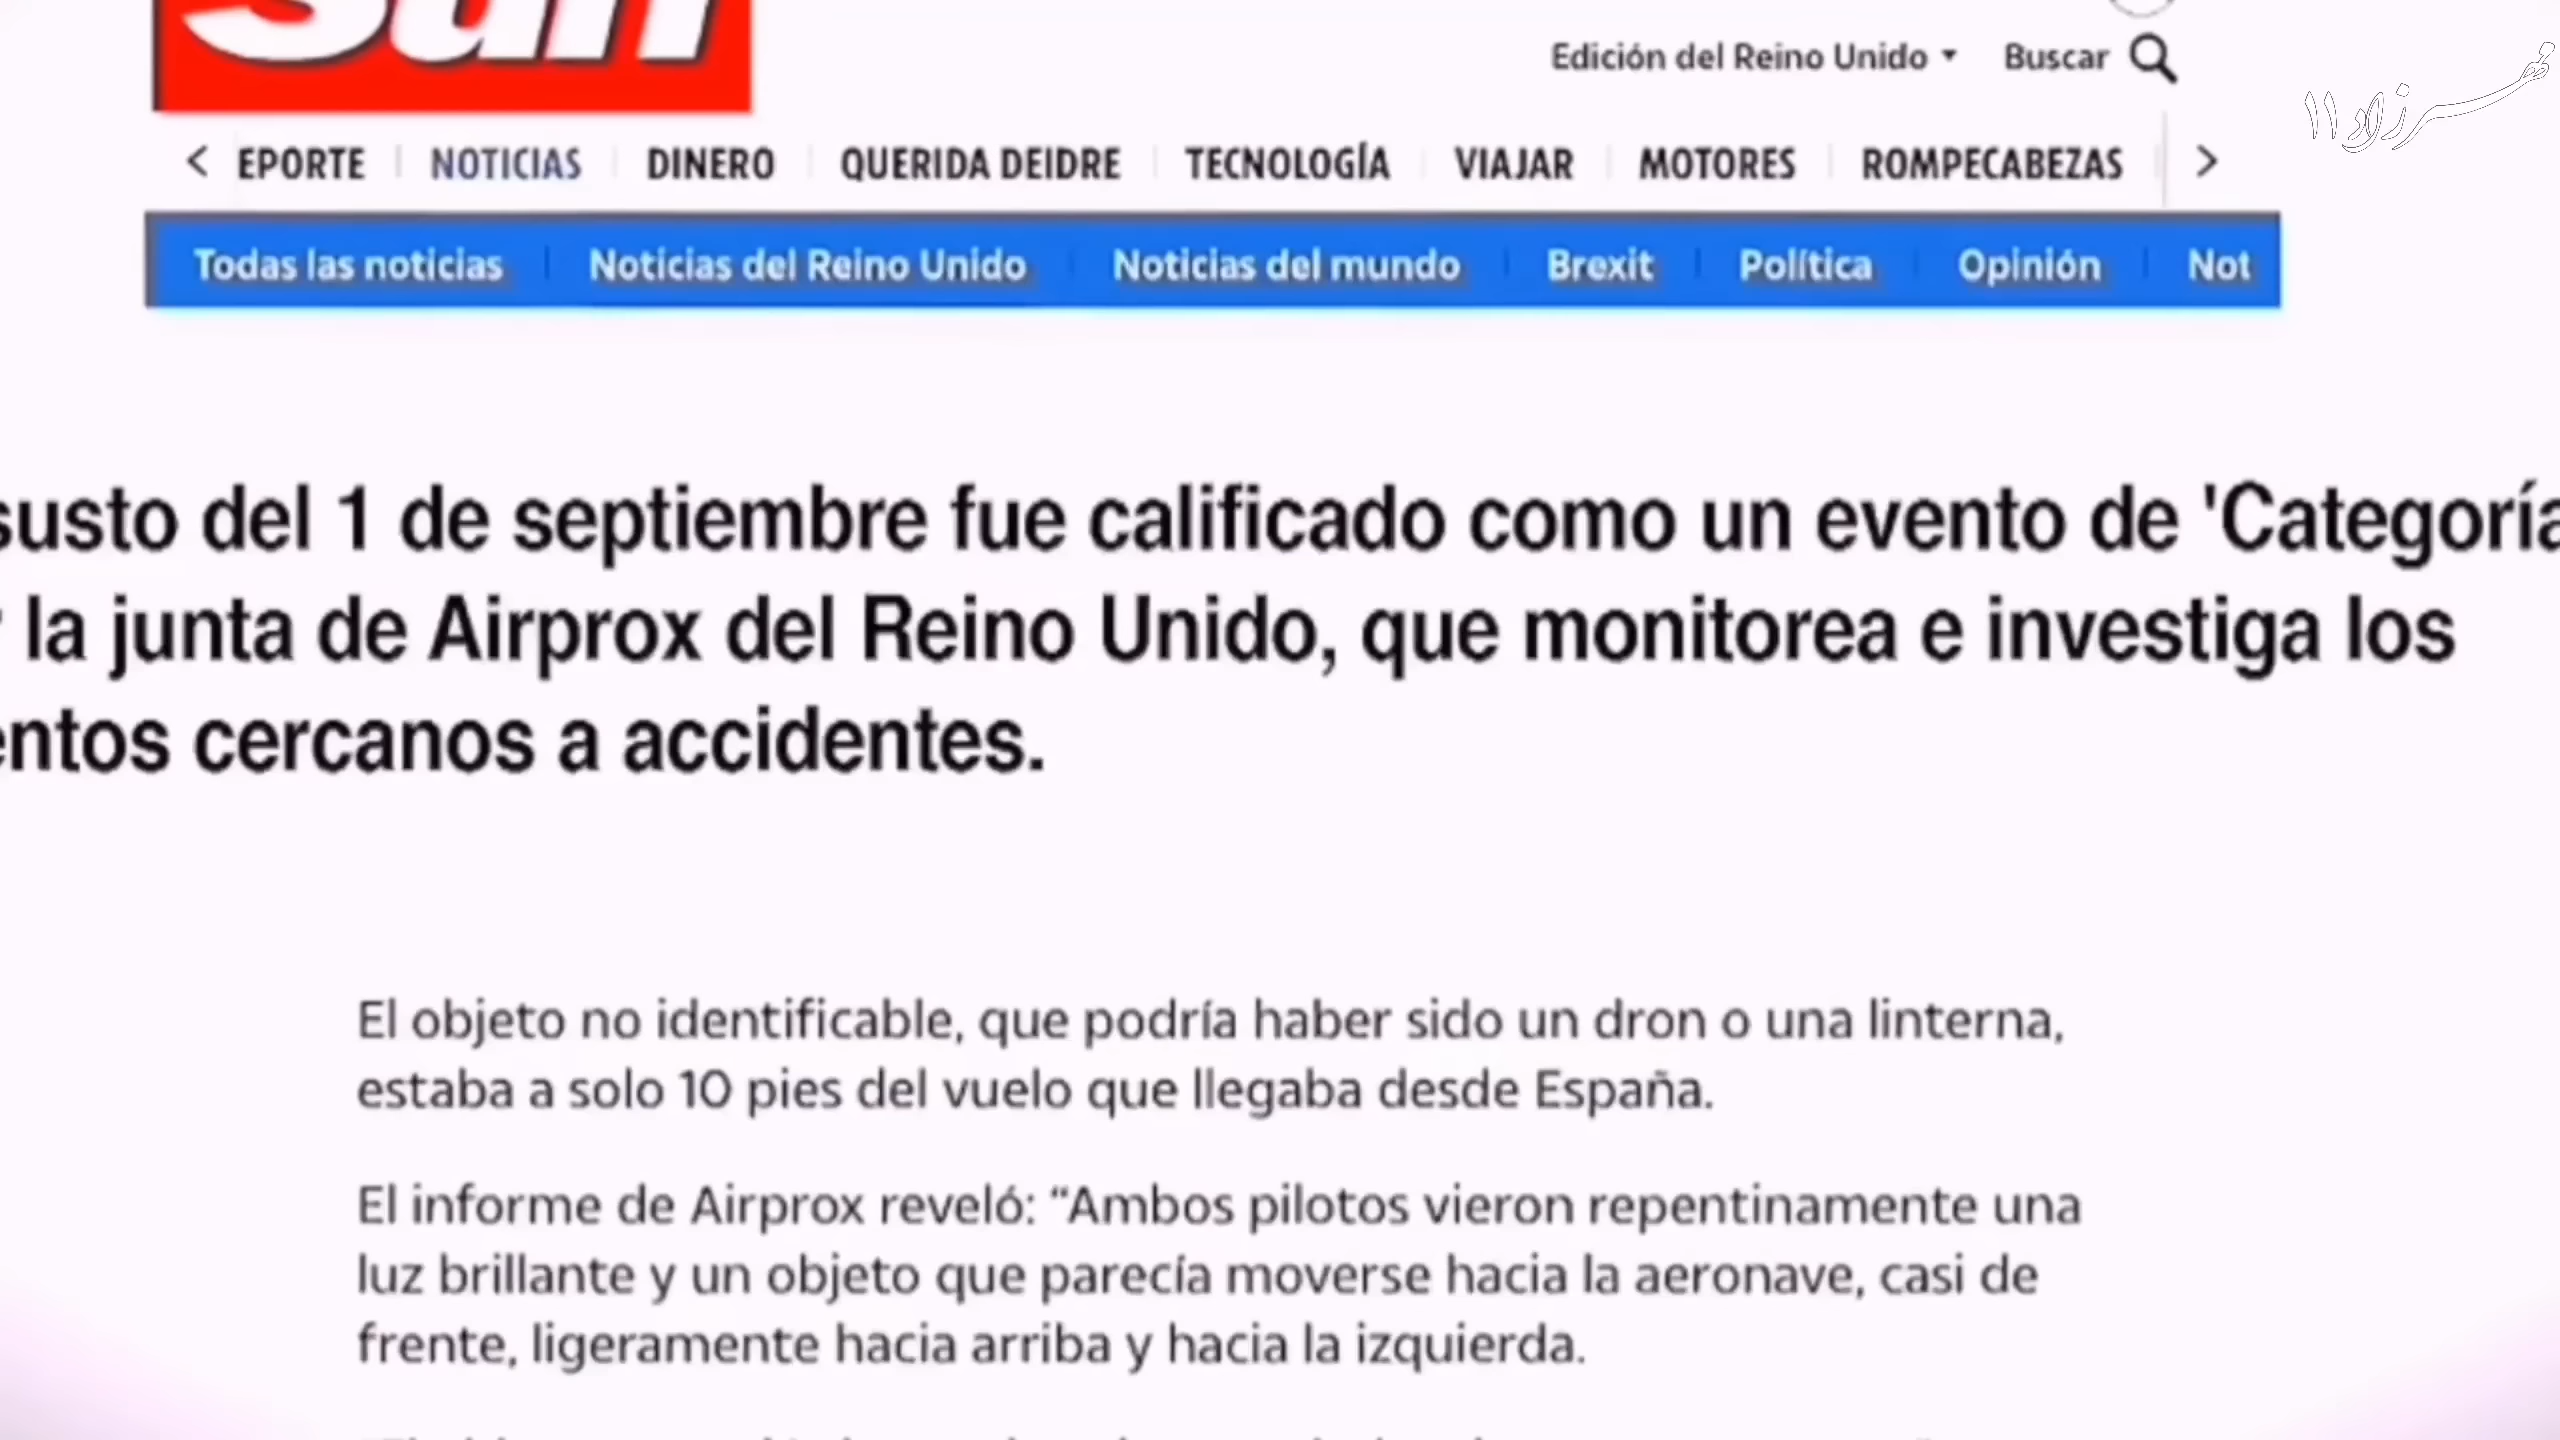 Sun
Edición del Reino Unido
Buscar
EPORTE NOTICIAS DINERO QUERIDA DEIDRE TECNOLOGÍA VIAJAR MOTORES ROMPECABEZAS
Todas las noticias Noticias del Reino Unido Noticias del mundo Brexit Política Opinión Not
susto del 1 de septiembre fue calificado como un evento de 'Categoría
la junta de Airprox del Reino Unido, que monitorea e investiga los
entos cercanos a accidentes.
El objeto no identificable, que podría haber sido un dron o una linterna,
estaba a solo 10 pies del vuelo que llegaba desde España.
El informe de Airprox reveló: “Ambos pilotos vieron repentinamente una
luz brillante y un objeto que parecía moverse hacia la aeronave, casi de
frente, ligeramente hacia arriba y hacia la izquierda.